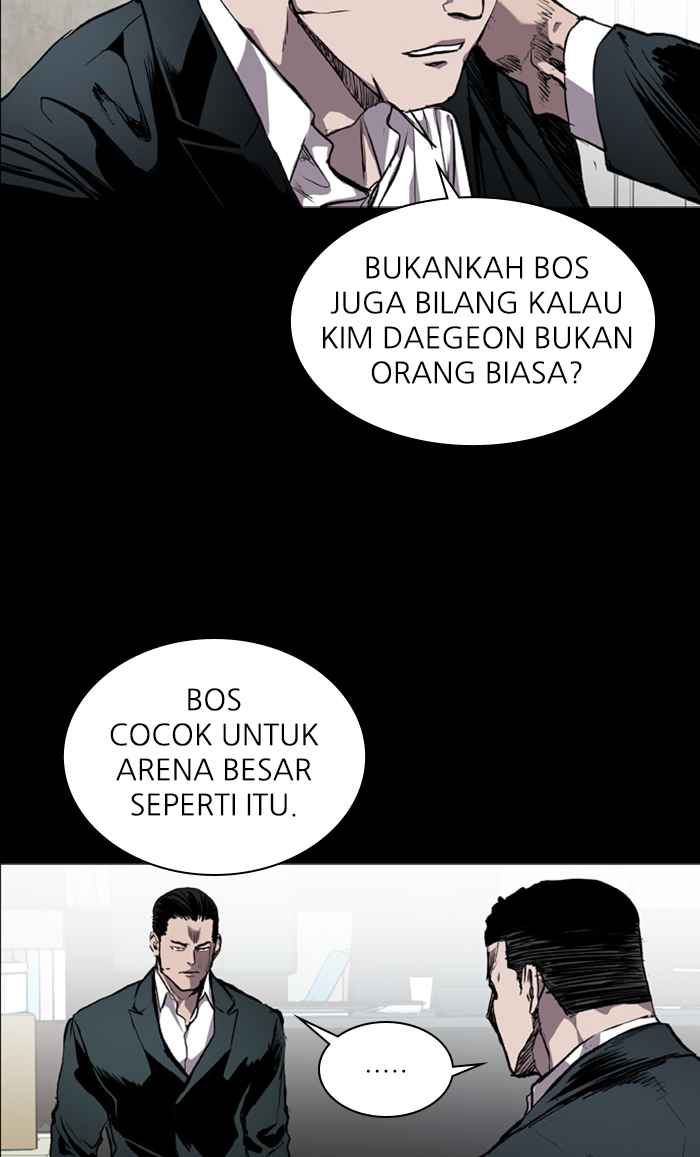 BUKANKAH BOS
JUGA BILANG KALAU
KIM DAEGEON BUKAN
ORANG BIASA?
BOS
COCOK UNTUK
ARENA BESAR
SEPERTI ITU.
.....